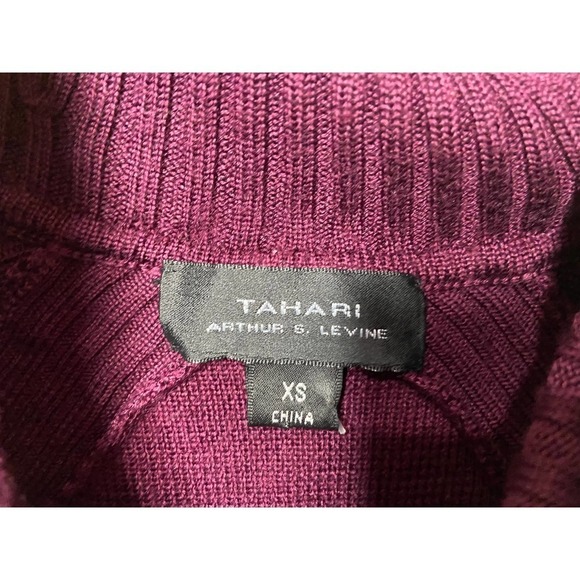 TAHARI
ARTHUR S. LEVINE
XS
CHINA